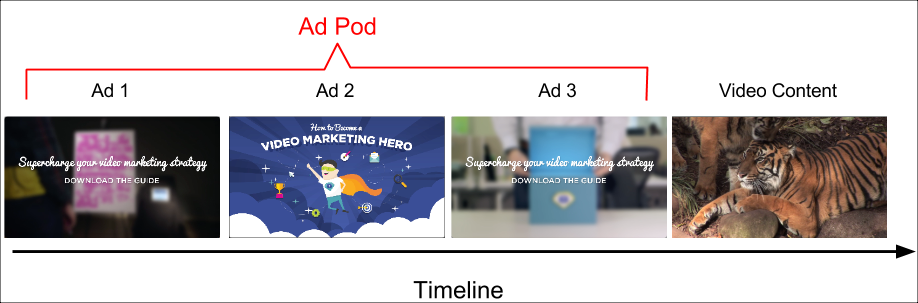 Ad Pod
Ad 1
Ad 2
Ad 3
Video Content
Supercharge your video marketing strategy
DOWNLOAD THE GUIDE
How to Become a
VIDEO MARKETING HERO
Supercharge your video marketing strategy
DOWNLOAD THE GUIDE
Timeline